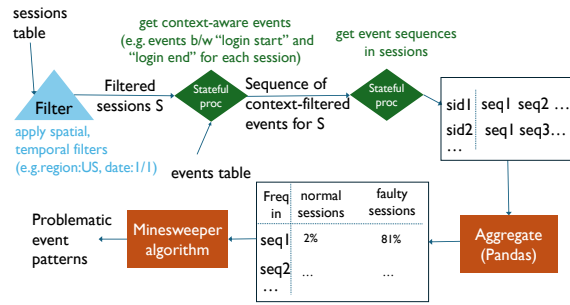 sessions
table
get context-aware events
(e.g. events b/w "login start" and
"login end" for each session)
get event sequences
in sessions
Filter
Filtered
sessions S
Stateful
proc
Sequence of
context-filtered
events for S
Stateful
proc
sid1 seq1 seq2 ...
sid2 seq1 seq3...
...
apply spatial,
temporal filters
(e.g.region:US, date:1/1)
events table
Freq
in
normal
sessions
faulty
sessions
seq1 2% 81%
seq2 ... ...
...
Problematic
event
patterns
Minesweeper
algorithm
Aggregate
(Pandas)